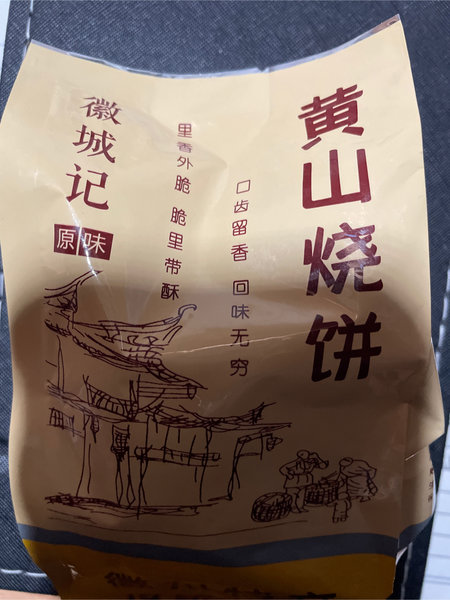 黄山烧饼
口齿留香 回味无穷
里香外脆 脆里带酥
徽城记
原味